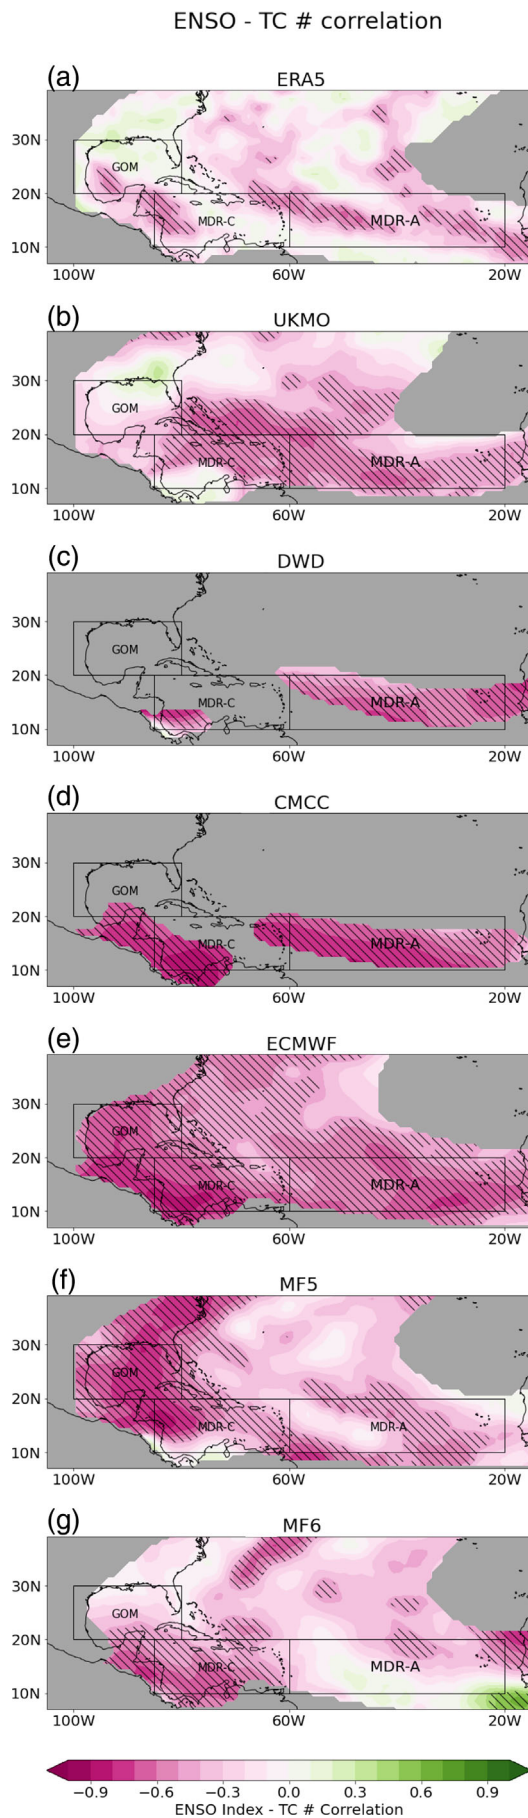 ENSO - TC # correlation
(a)
ERA5
30N
20N
10N
GOM
MDR-C
MDR-A
100W
60W
20W
(b)
UKMO
30N
20N
10N
GOM
MDR-C
MDR-A
100W
60W
20W
(c)
DWD
30N
20N
10N
GOM
MDR-C
MDR-A
100W
60W
20W
(d)
CMCC
30N
20N
10N
GOM
MDR-C
MDR-A
100W
60W
20W
(e)
ECMWF
30N
20N
10N
GOM
MDR-C
MDR-A
100W
60W
20W
(f)
MF5
30N
20N
10N
GOM
MDR-C
MDR-A
100W
60W
20W
(g)
MF6
30N
20N
10N
GOM
MDR-C
MDR-A
100W
60W
20W
−0.9 −0.6 −0.3 0.0 0.3 0.6 0.9
ENSO Index - TC # Correlation